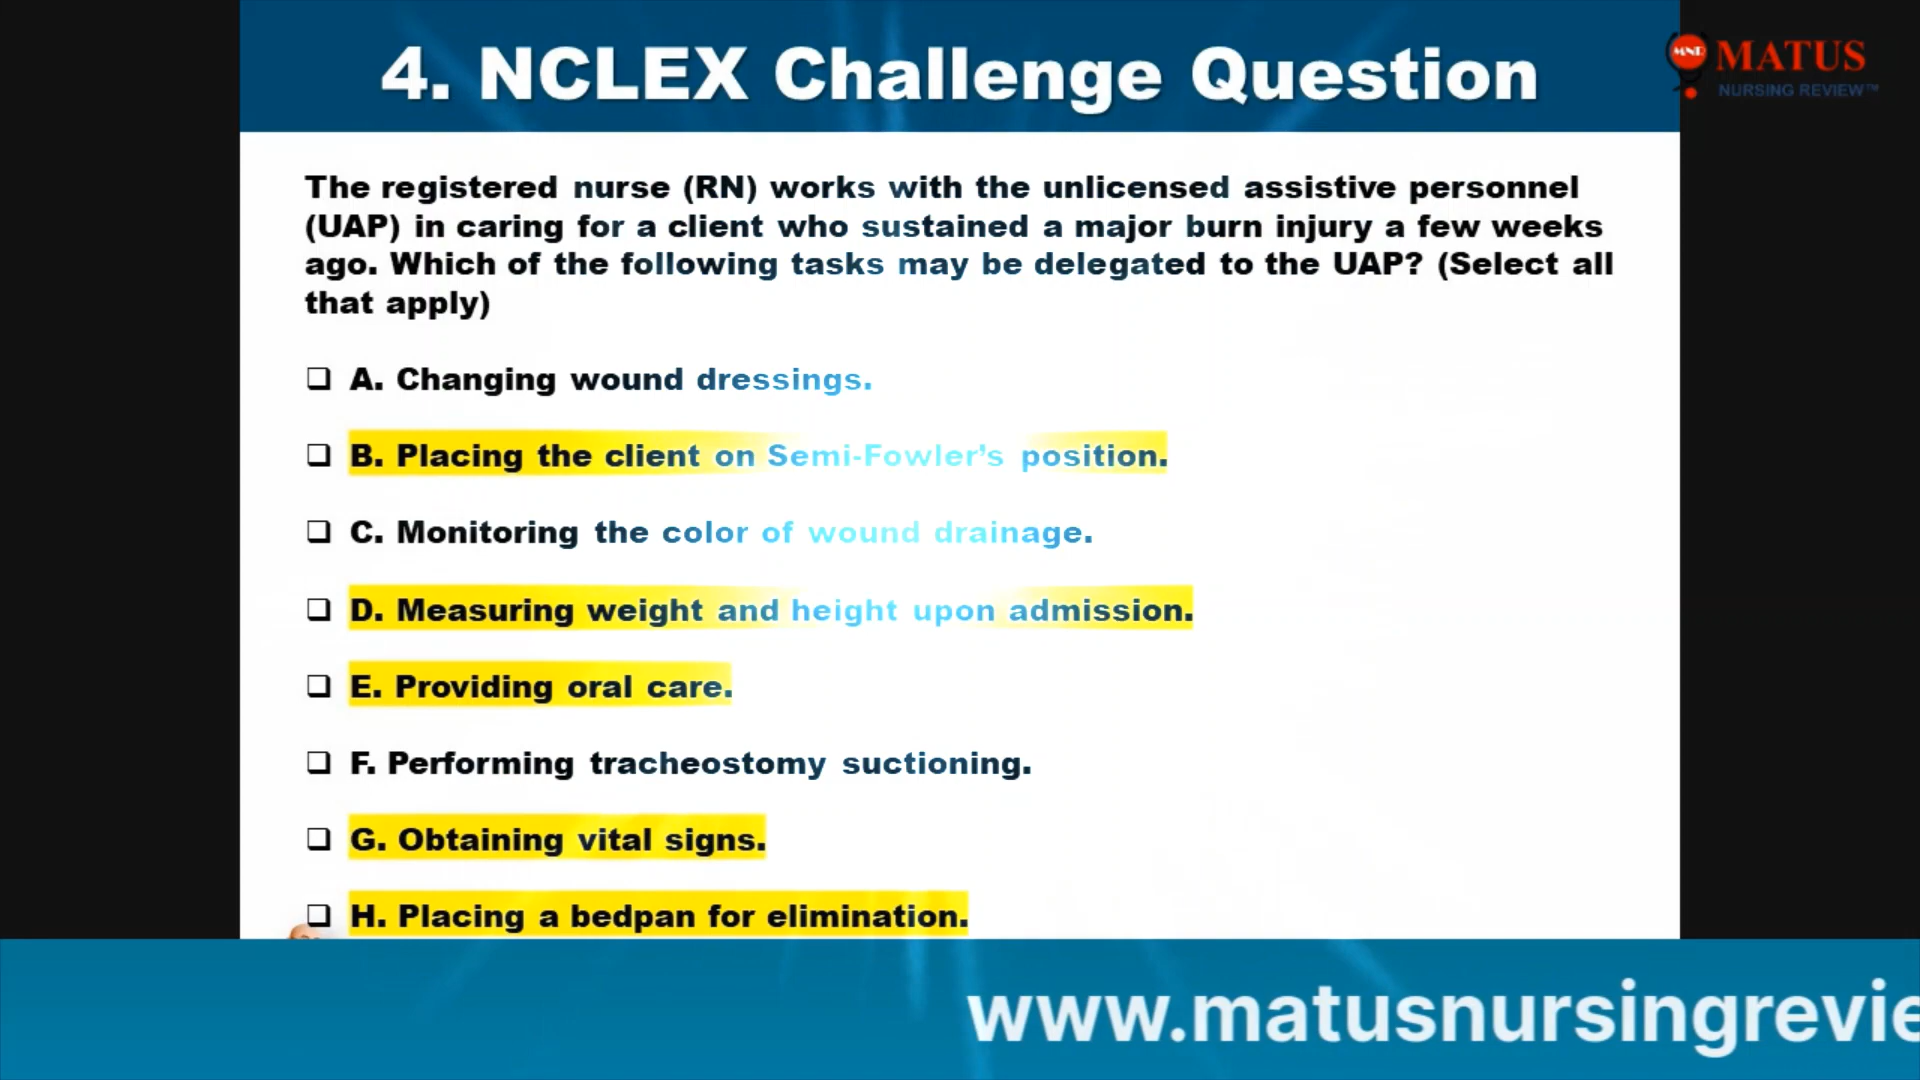 4. NCLEX Challenge Question
MNR MATUS
NURSING REVIEW™
The registered nurse (RN) works with the unlicensed assistive personnel
(UAP) in caring for a client who sustained a major burn injury a few weeks
ago. Which of the following tasks may be delegated to the UAP? (Select all
that apply)
A. Changing wound dressings.
B. Placing the client on Semi-Fowler’s position.
C. Monitoring the color of wound drainage.
D. Measuring weight and height upon admission.
E. Providing oral care.
F. Performing tracheostomy suctioning.
G. Obtaining vital signs.
H. Placing a bedpan for elimination.
www.matusnursingrevie